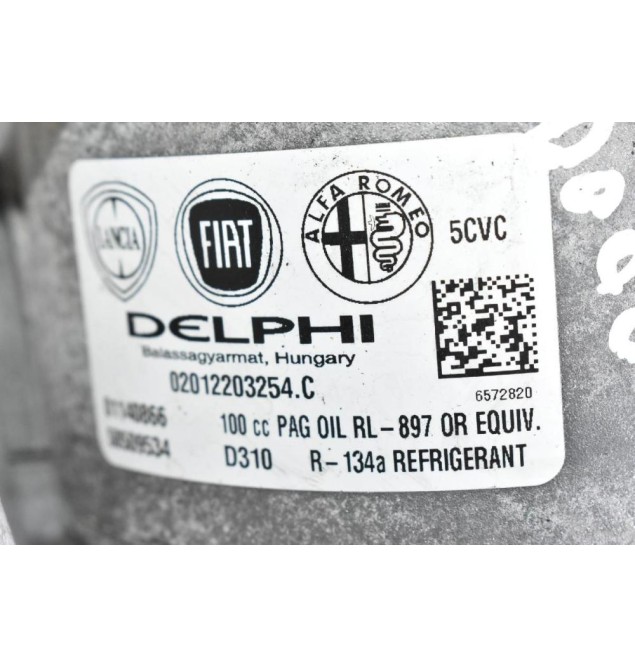 LANCIA
FIAT
ALFA ROMEO
5CVC
DELPHI
Balassagyarmat, Hungary
02012203254.C
6572820
100 cc PAG OIL RL-897 OR EQUIV.
D310 R-134a REFRIGERANT